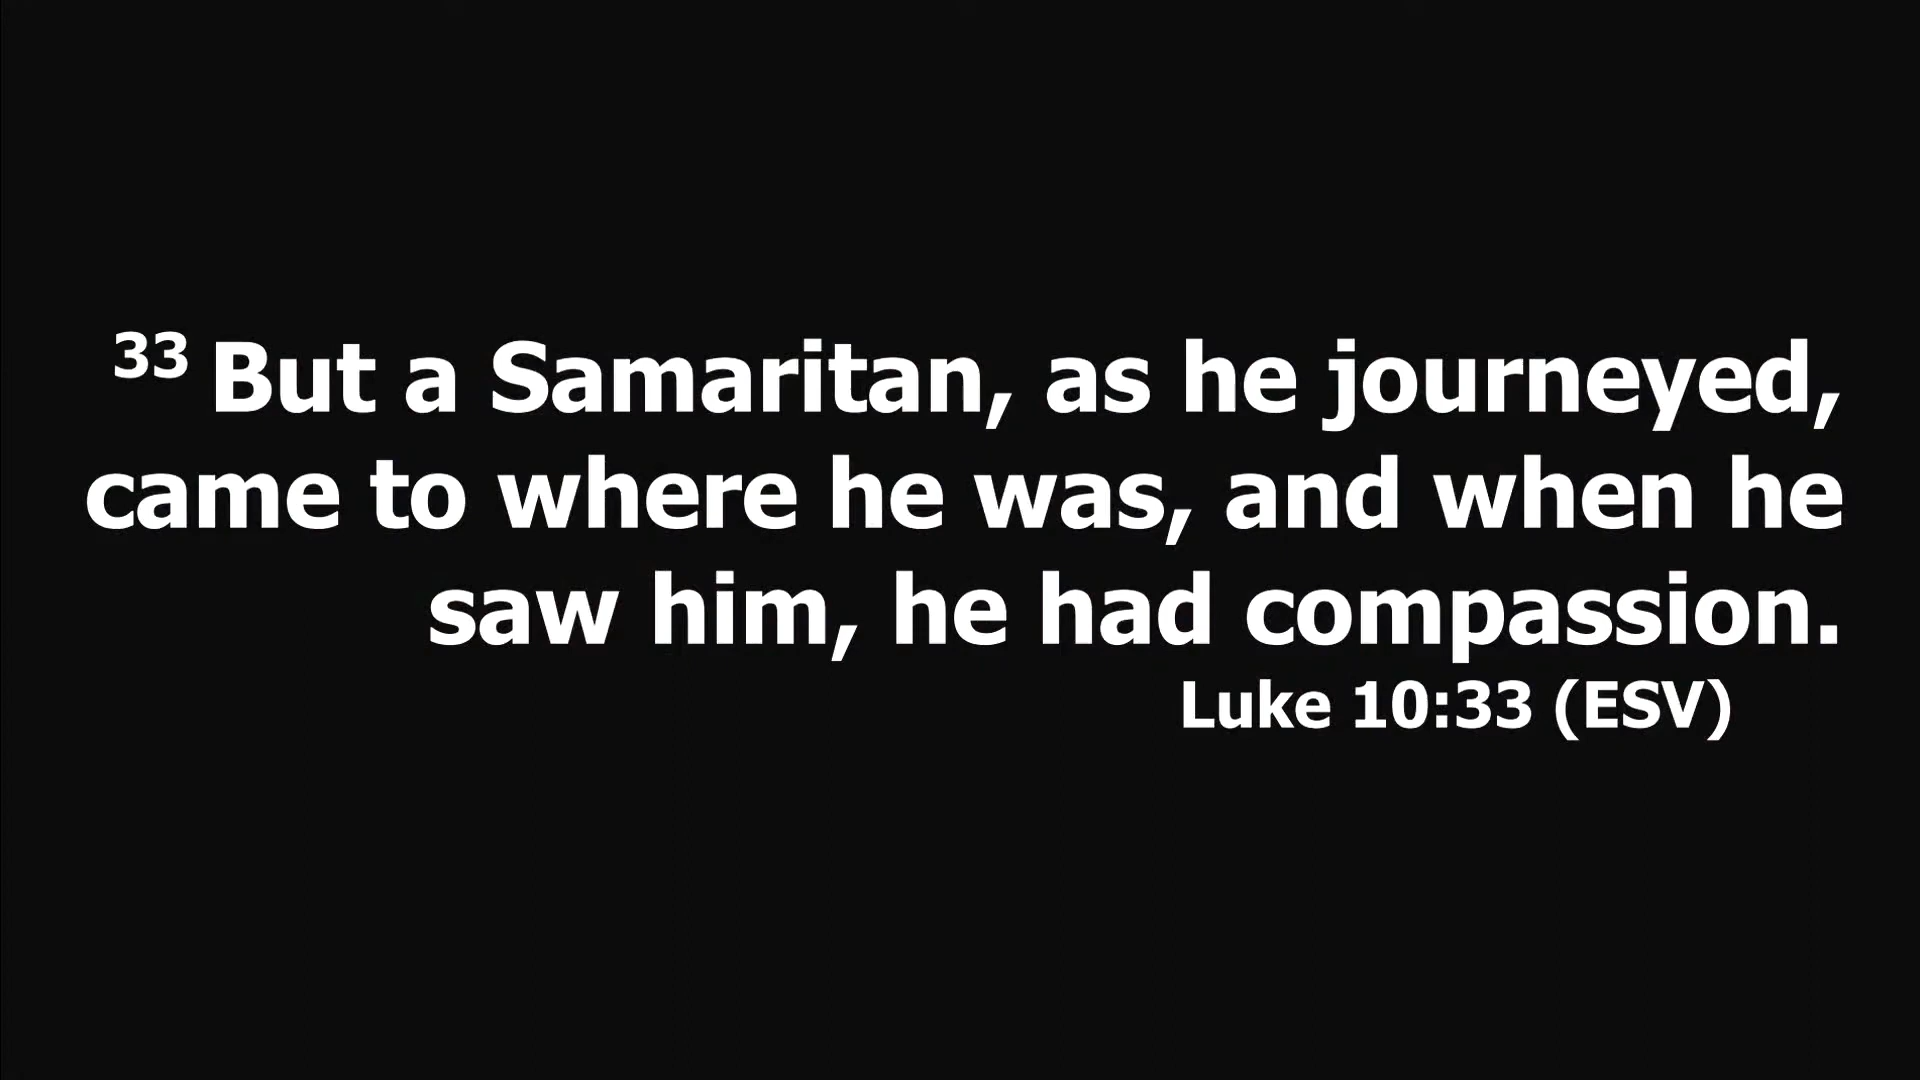 33 But a Samaritan, as he journeyed,
came to where he was, and when he
saw him, he had compassion.
Luke 10:33 (ESV)